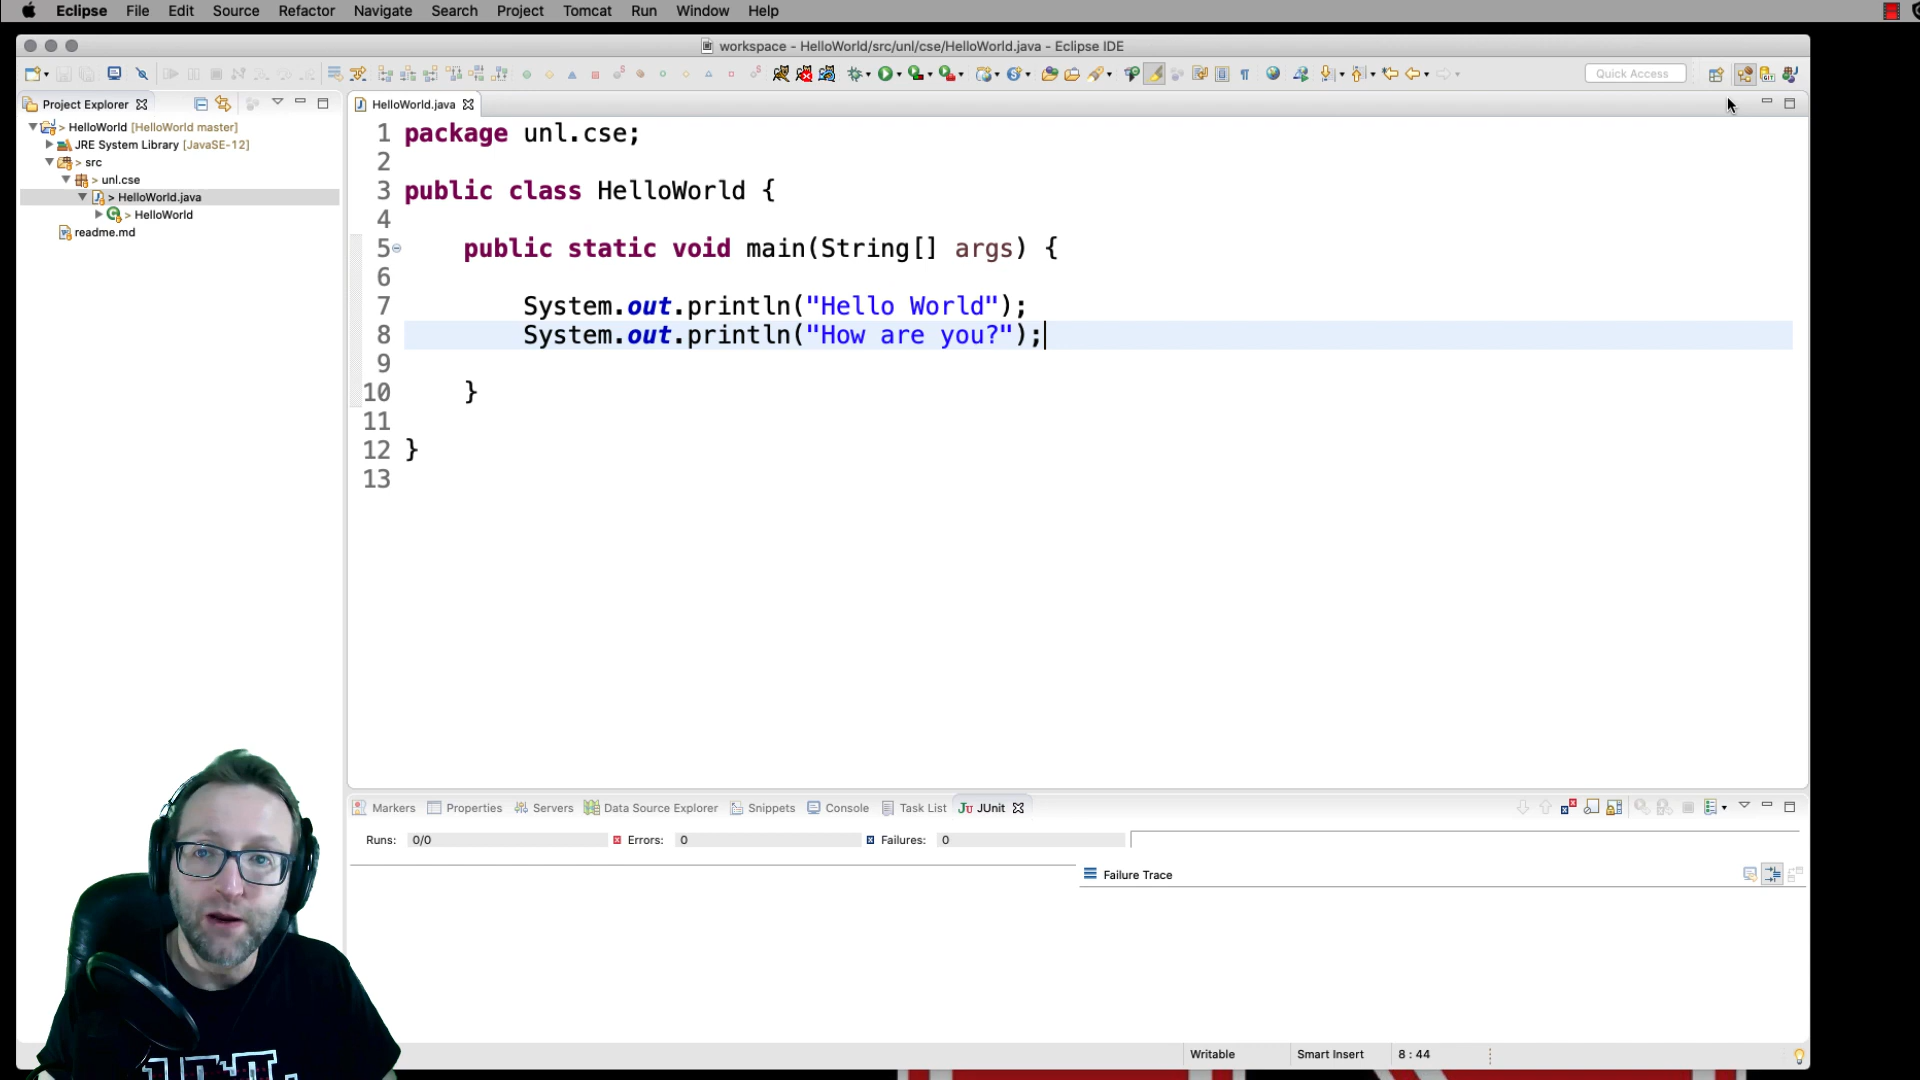 Eclipse File Edit Source Refactor Navigate Search Project Tomcat Run Window Help
workspace - HelloWorld/src/unl/cse/HelloWorld.java - Eclipse IDE
Quick Access
Project Explorer
> HelloWorld [HelloWorld master]
JRE System Library [JavaSE-12]
> src
> unl.cse
> HelloWorld.java
> HelloWorld
readme.md
HelloWorld.java
1 package unl.cse;
2
3 public class HelloWorld {
4
5 public static void main(String[] args) {
6
7 System.out.println("Hello World");
8 System.out.println("How are you?");
9
10 }
11
12 }
13
Markers Properties Servers Data Source Explorer Snippets Console Task List JUnit
Runs: 0/0 Errors: 0 Failures: 0
Failure Trace
Writable Smart Insert 8 : 44